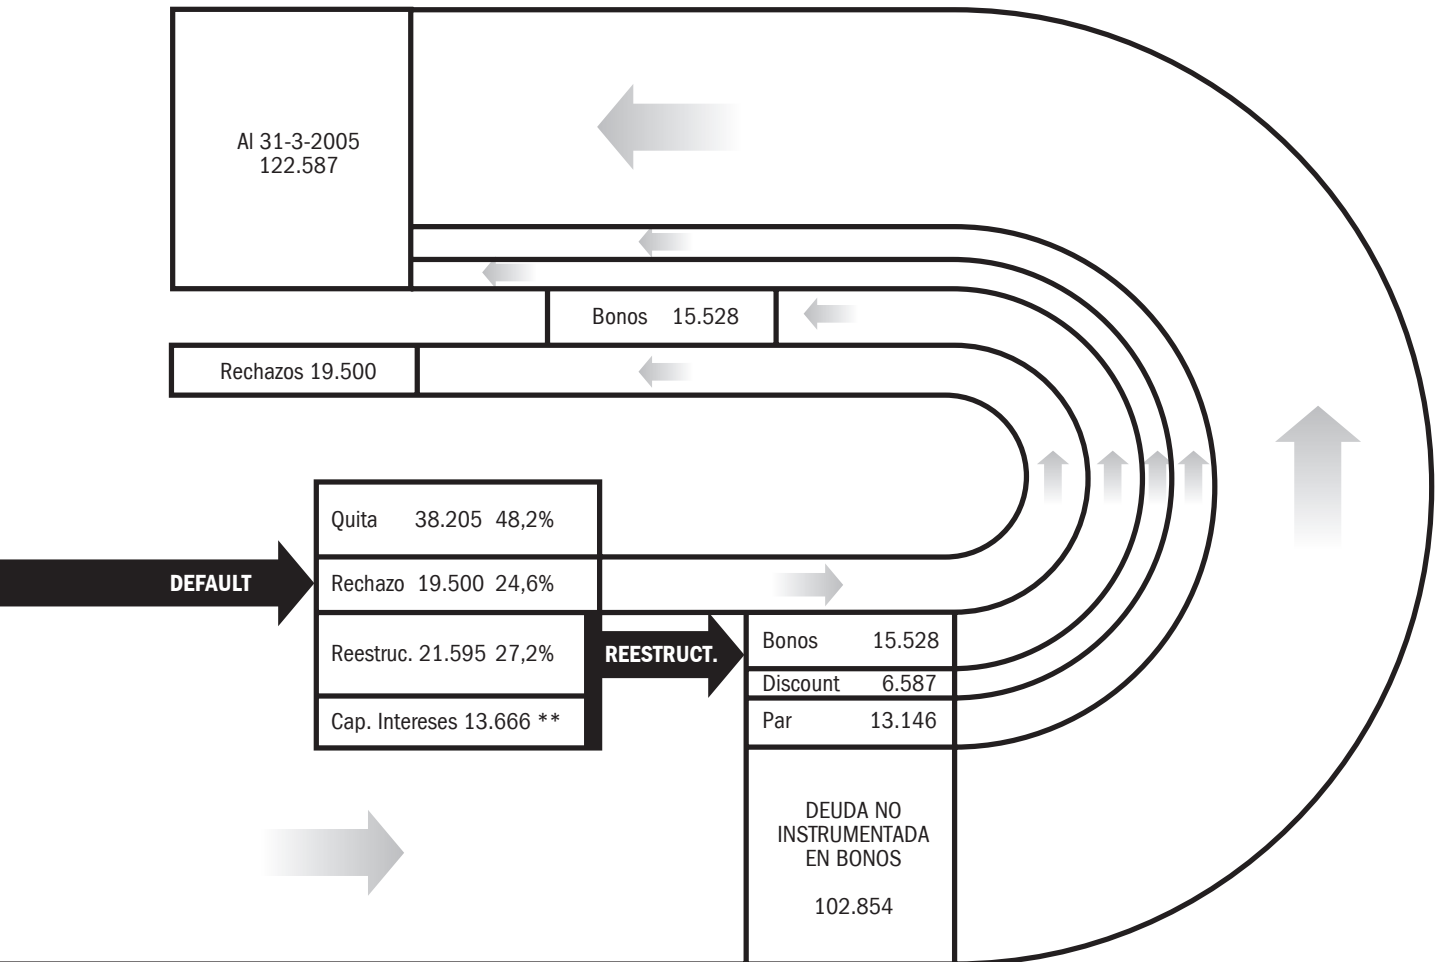 Al 31-3-2005
122.587
Bonos 15.528
Rechazos 19.500
Quita 38.205 48,2%
DEFAULT
Rechazo 19.500 24,6%
Reestruc. 21.595 27,2%
Cap. Intereses 13.666 **
REESTRUCT.
Bonos 15.528
Discount 6.587
Par 13.146
DEUDA NO
INSTRUMENTADA
EN BONOS
102.854